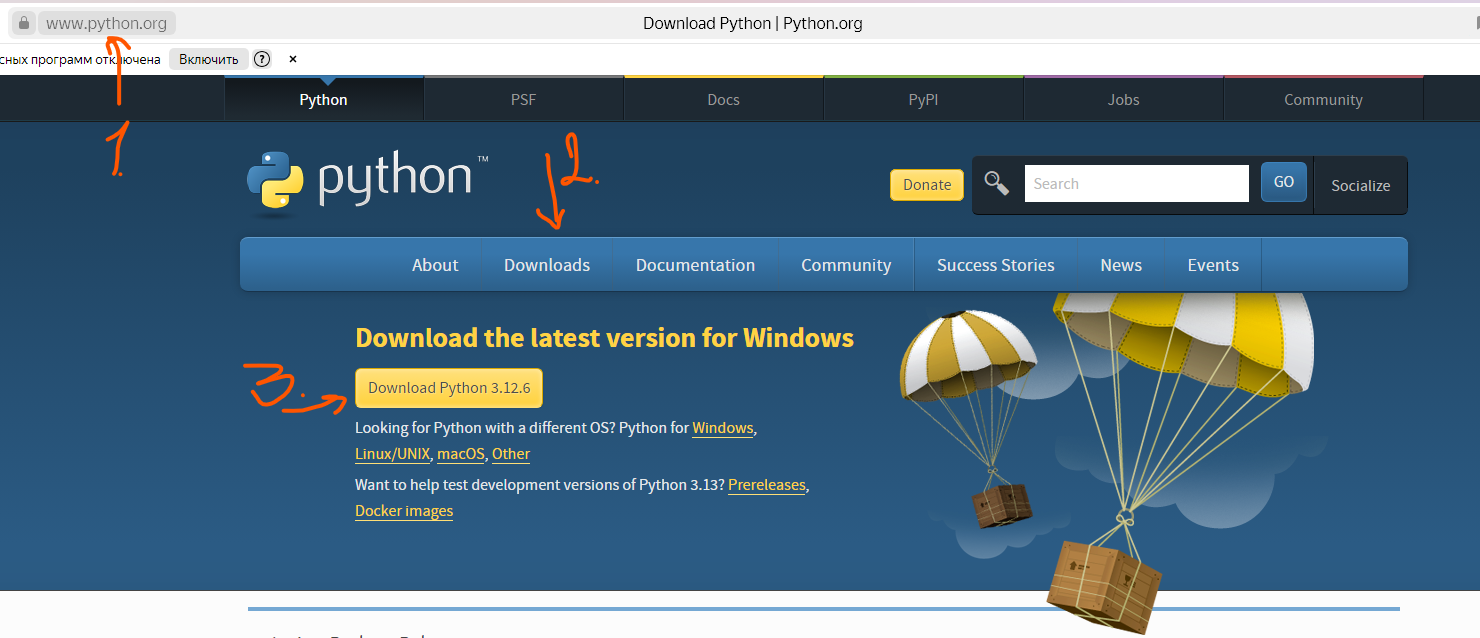 www.python.org
Download Python | Python.org
сных программ отключена Включить ? ×
1.
Python PSF Docs PyPI Jobs Community
python™
2.
Donate Search GO Socialize
About Downloads Documentation Community Success Stories News Events
Download the latest version for Windows
3.
Download Python 3.12.6
Looking for Python with a different OS? Python for Windows,
Linux/UNIX, macOS, Other
Want to help test development versions of Python 3.13? Prereleases,
Docker images